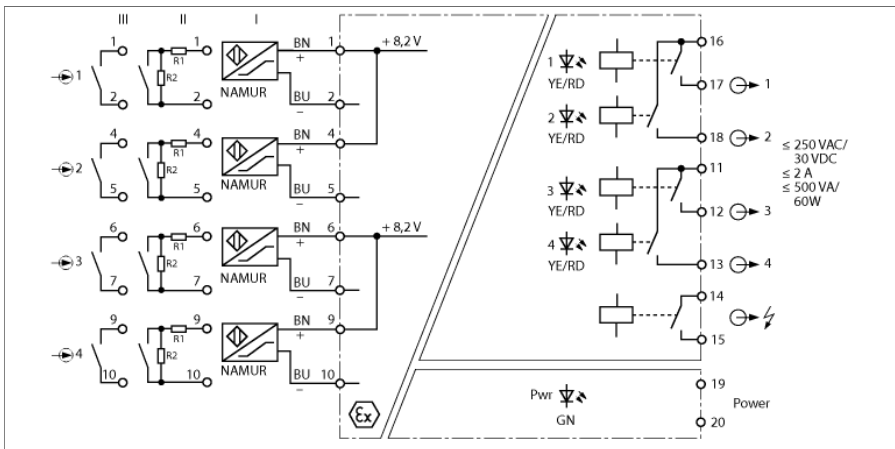 III II I
1 1 BN 1 + 8,2 V
+
R1
1
R2
2 2 BU 2
NAMUR –
4 4 BN 4
+
R1
2
R2
5 5 BU 5
NAMUR –
6 6 BN 6 + 8,2 V
+
R1
3
R2
7 7 BU 7
NAMUR –
9 9 BN 9
+
R1
4
R2
10 10 BU 10
NAMUR –
Ex
16
1
YE/RD
17 1
2
YE/RD
18 2
11
3
YE/RD
12 3
4
YE/RD
13 4
14
15
≤ 250 VAC/
30 VDC
≤ 2 A
≤ 500 VA/
60W
19
Pwr Power
GN
20